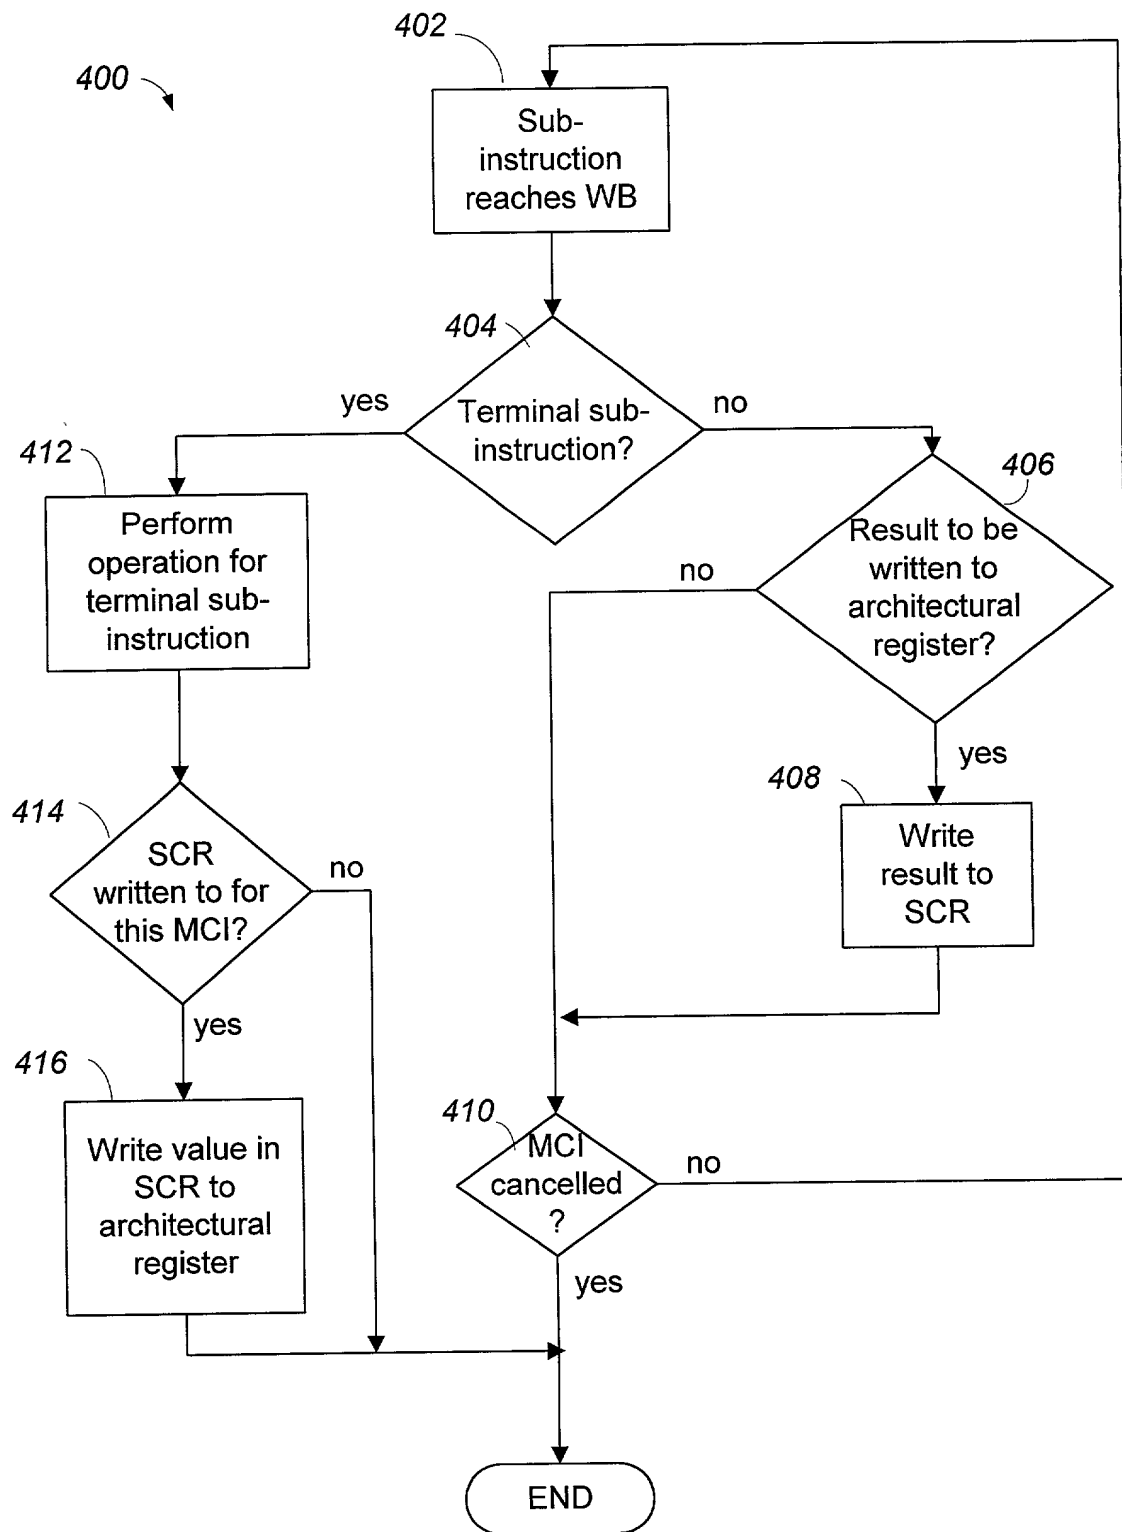 402
400
Sub-
instruction
reaches WB
404
yes
Terminal sub-
instruction?
no
412
406
Perform
operation for
terminal sub-
instruction
Result to be
written to
architectural
register?
no
yes
408
414
SCR
written to for
this MCI?
no
Write
result to
SCR
yes
416
410
Write value in
SCR to
architectural
register
MCI
cancelled
?
no
yes
END